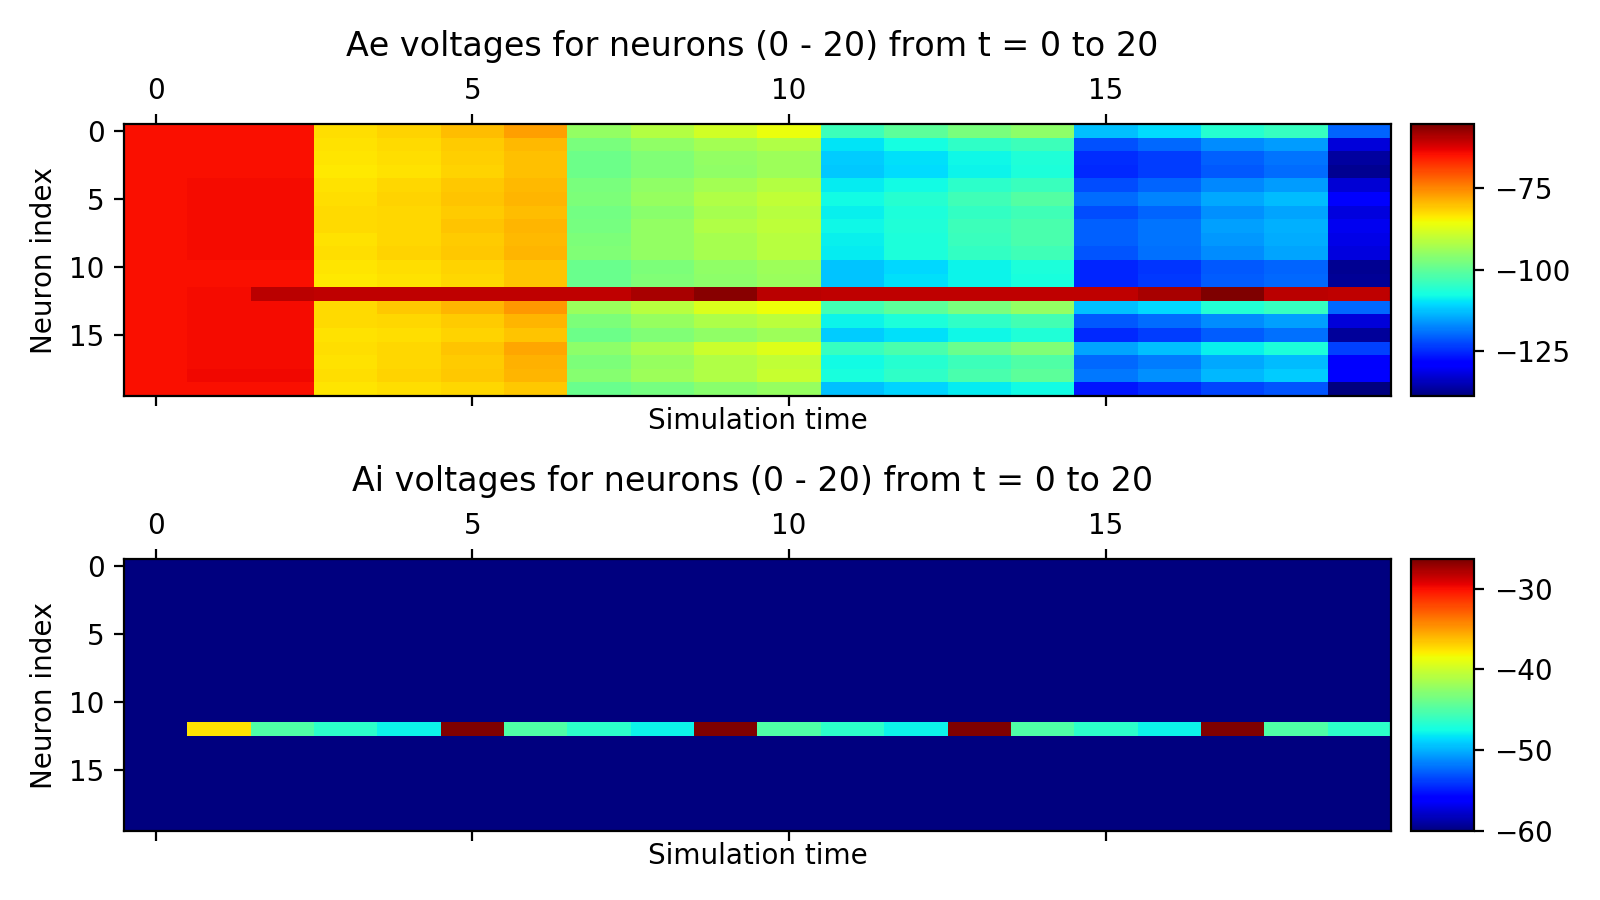 Ae voltages for neurons (0 - 20) from t = 0 to 20
0 5 10 15
Neuron index
0
5
10
15
Simulation time
−75
−100
−125
Ai voltages for neurons (0 - 20) from t = 0 to 20
0 5 10 15
Neuron index
0
5
10
15
Simulation time
−30
−40
−50
−60